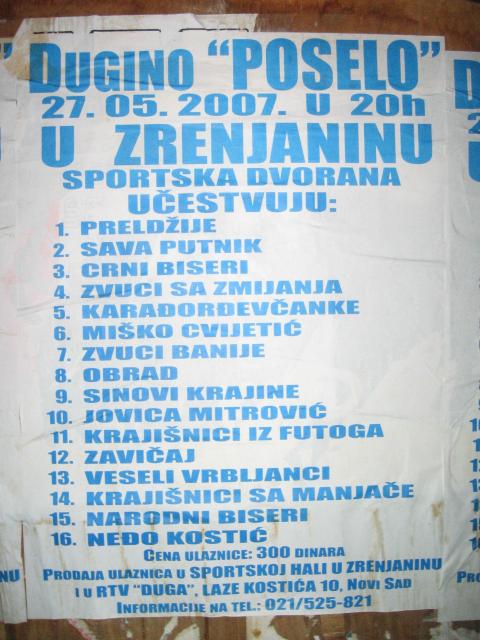 DUGINO "POSELO"
27. 05. 2007. U 20h
U ZRENJANINU
SPORTSKA DVORANA
UČESTVUJU:
1. PRELDŽIJE
2. SAVA PUTNIK
3. CRNI BISERI
4. ZVUCI SA ZMIJANJA
5. KARAĐORĐEVČANKE
6. MIŠKO CVIJETIĆ
7. ZVUCI BANIJE
8. OBRAD
9. SINOVI KRAJINE
10. JOVICA MITROVIĆ
11. KRAJIŠNICI IZ FUTOGA
12. ZAVIČAJ
13. VESELI VRBLJANCI
14. KRAJIŠNICI SA MANJAČE
15. NARODNI BISERI
16. NEĐO KOSTIĆ
CENA ULAZNICE: 300 DINARA
PRODAJA ULAZNICA U SPORTSKOJ HALI U ZRENJANINU
I U RTV "DUGA", LAZE KOSTIĆA 10, NOVI SAD
INFORMACIJE NA TEL.: 021/525-821